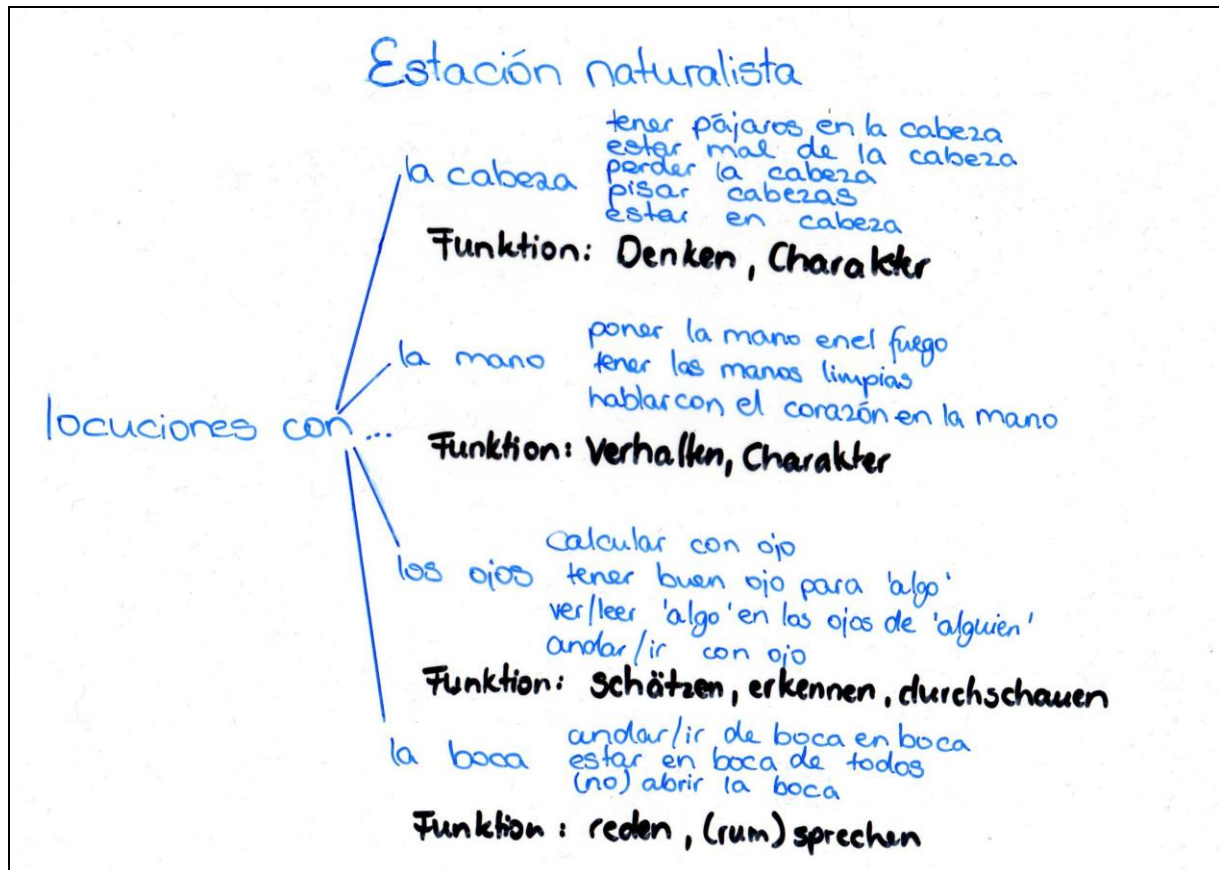 Estación naturalista
tener pájaros en la cabeza
estar mal de la cabeza
la cabeza perder la cabeza
pisar cabezas
estar en cabeza
Funktion: Denken, Charakter
poner la mano enel fuego
la mano tener las manos limpias
hablar con el corazón en la mano
locuciones con...
Funktion: Verhalten, Charakter
calcular con ojo
los ojos tener buen ojo para 'algo'
ver/leer 'algo' en los ojos de 'alguien'
andar/ir con ojo
Funktion: schätzen, erkennen, durchschauen
andar/ir de boca en boca
la boca estar en boca de todos
(no) abrir la boca
Funktion: reden, (rum) sprechen